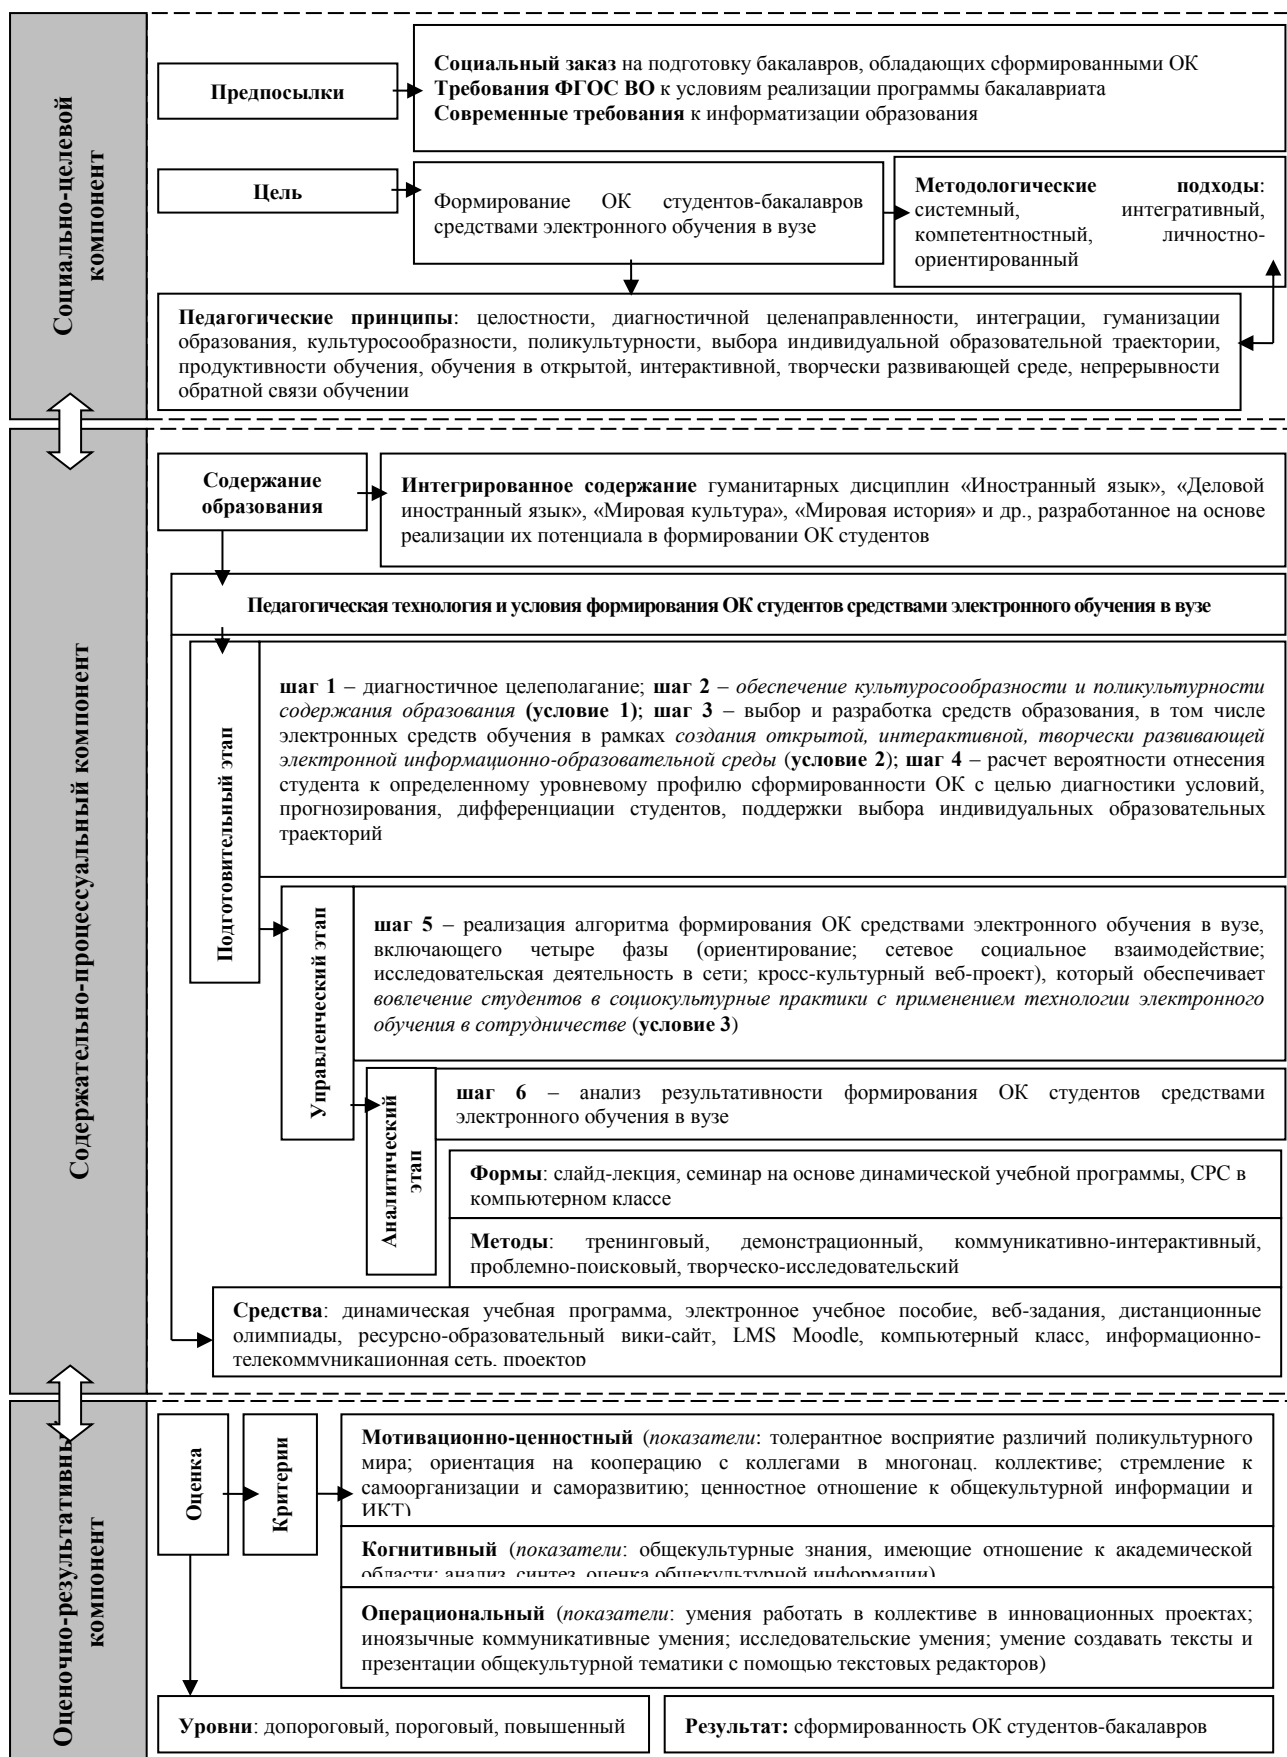 Социально-целевой
компонент
Предпосылки
Социальный заказ на подготовку бакалавров, обладающих сформированными ОК
Требования ФГОС ВО к условиям реализации программы бакалавриата
Современные требования к информатизации образования
Цель
Формирование ОК студентов-бакалавров
средствами электронного обучения в вузе
Методологические подходы:
системный, интегративный,
компетентностный, личностно-
ориентированный
Педагогические принципы: целостности, диагностичной целенаправленности, интеграции, гуманизации
образования, культуросообразности, поликультурности, выбора индивидуальной образовательной траектории,
продуктивности обучения, обучения в открытой, интерактивной, творчески развивающей среде, непрерывности
обратной связи обучении
Содержательно-процессуальный компонент
Содержание
образования
Интегрированное содержание гуманитарных дисциплин «Иностранный язык», «Деловой
иностранный язык», «Мировая культура», «Мировая история» и др., разработанное на основе
реализации их потенциала в формировании ОК студентов
Педагогическая технология и условия формирования ОК студентов средствами электронного обучения в вузе
Подготовительный этап
шаг 1 – диагностичное целеполагание; шаг 2 – обеспечение культуросообразности и поликультурности
содержания образования (условие 1); шаг 3 – выбор и разработка средств образования, в том числе
электронных средств обучения в рамках создания открытой, интерактивной, творчески развивающей
электронной информационно-образовательной среды (условие 2); шаг 4 – расчет вероятности отнесения
студента к определенному уровневому профилю сформированности ОК с целью диагностики условий,
прогнозирования, дифференциации студентов, поддержки выбора индивидуальных образовательных
траекторий
Управленческий этап
шаг 5 – реализация алгоритма формирования ОК средствами электронного обучения в вузе,
включающего четыре фазы (ориентирование; сетевое социальное взаимодействие;
исследовательская деятельность в сети; кросс-культурный веб-проект), который обеспечивает
вовлечение студентов в социокультурные практики с применением технологии электронного
обучения в сотрудничестве (условие 3)
Аналитический
этап
шаг 6 – анализ результативности формирования ОК студентов средствами
электронного обучения в вузе
Формы: слайд-лекция, семинар на основе динамической учебной программы, СРС в
компьютерном классе
Методы: тренинговый, демонстрационный, коммуникативно-интерактивный,
проблемно-поисковый, творческо-исследовательский
Средства: динамическая учебная программа, электронное учебное пособие, веб-задания, дистанционные
олимпиады, ресурсно-образовательный вики-сайт, LMS Moodle, компьютерный класс, информационно-
телекоммуникационная сеть, проектор
Оценочно-результативный
компонент
Оценка
Критерии
Мотивационно-ценностный (показатели: толерантное восприятие различий поликультурного
мира; ориентация на кооперацию с коллегами в многонац. коллективе; стремление к
самоорганизации и саморазвитию; ценностное отношение к общекультурной информации и
ИКТ)
Когнитивный (показатели: общекультурные знания, имеющие отношение к академической
области; анализ, синтез, оценка общекультурной информации)
Операциональный (показатели: умения работать в коллективе в инновационных проектах;
иноязычные коммуникативные умения; исследовательские умения; умение создавать тексты и
презентации общекультурной тематики с помощью текстовых редакторов)
Уровни: допороговый, пороговый, повышенный
Результат: сформированность ОК студентов-бакалавров